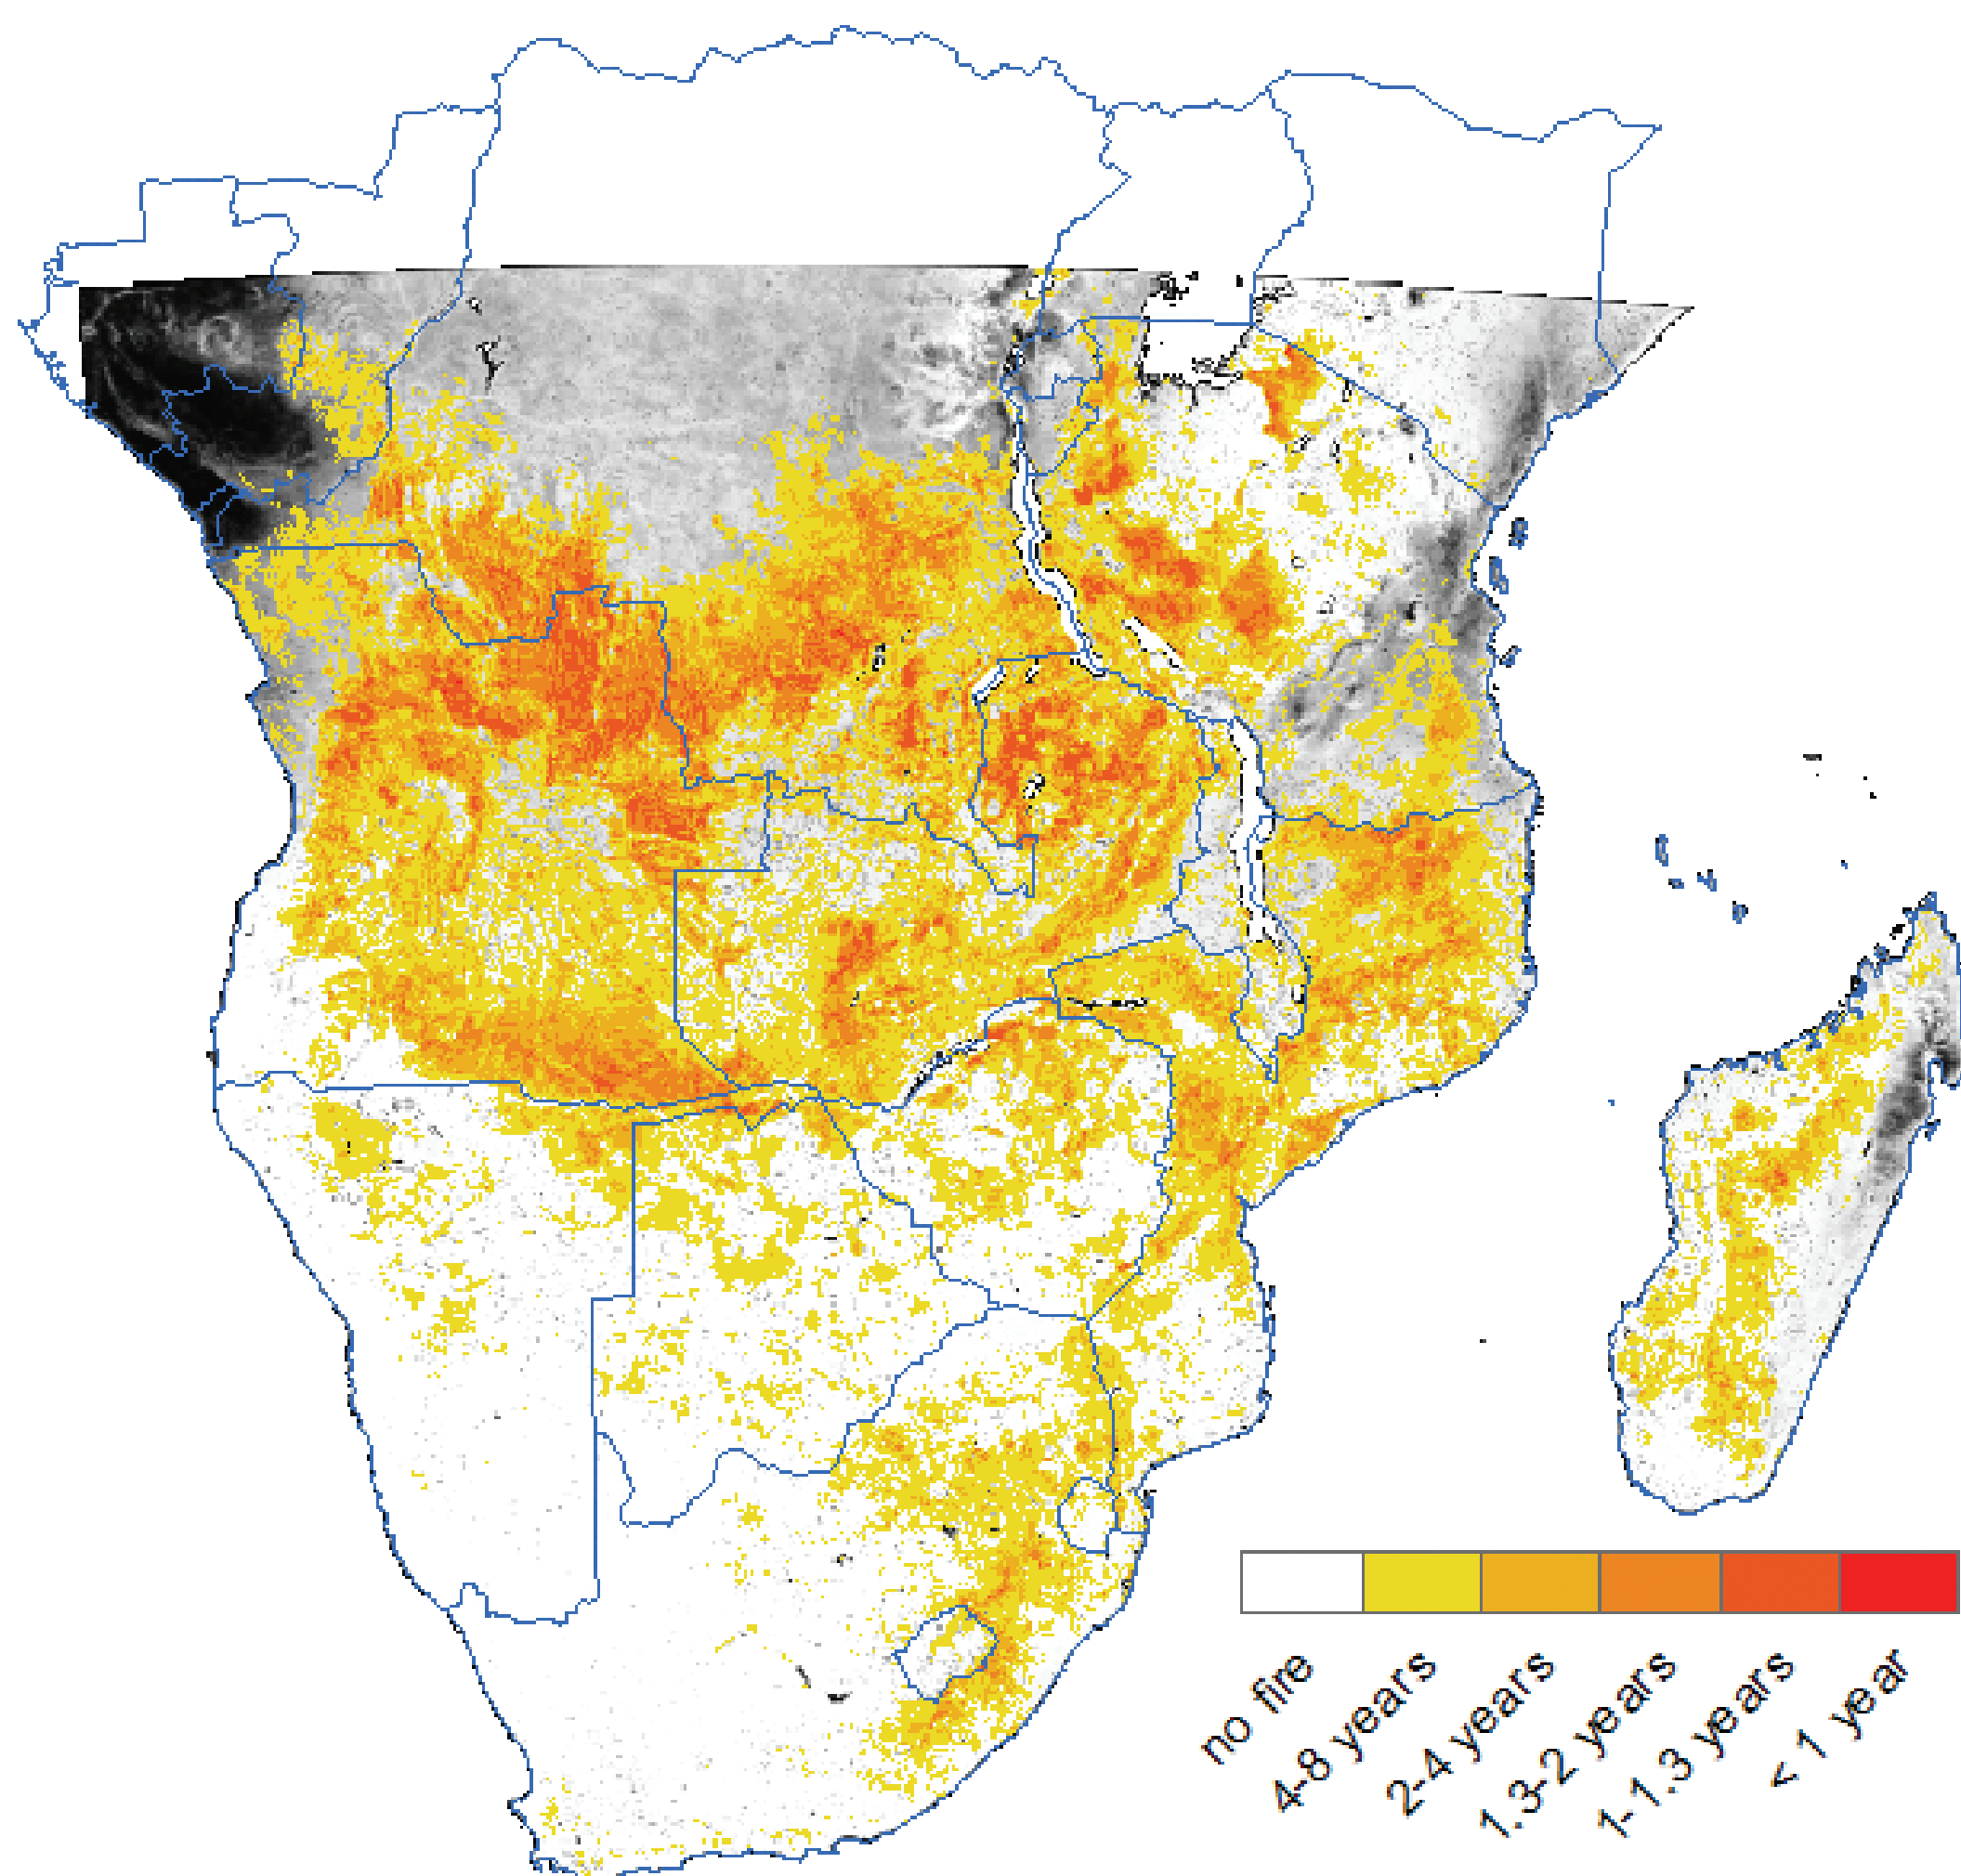 no fire
4-8 years
2-4 years
1.3-2 years
1-1.3 years
< 1 year